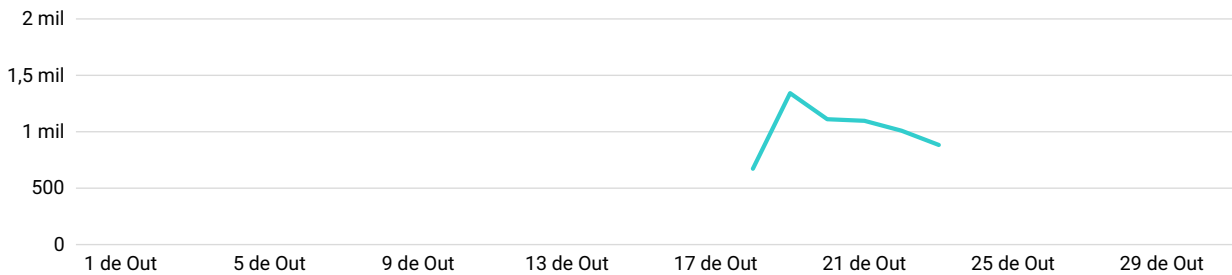 2 mil
1,5 mil
1 mil
500
0
1 de Out 5 de Out 9 de Out 13 de Out 17 de Out 21 de Out 25 de Out 29 de Out